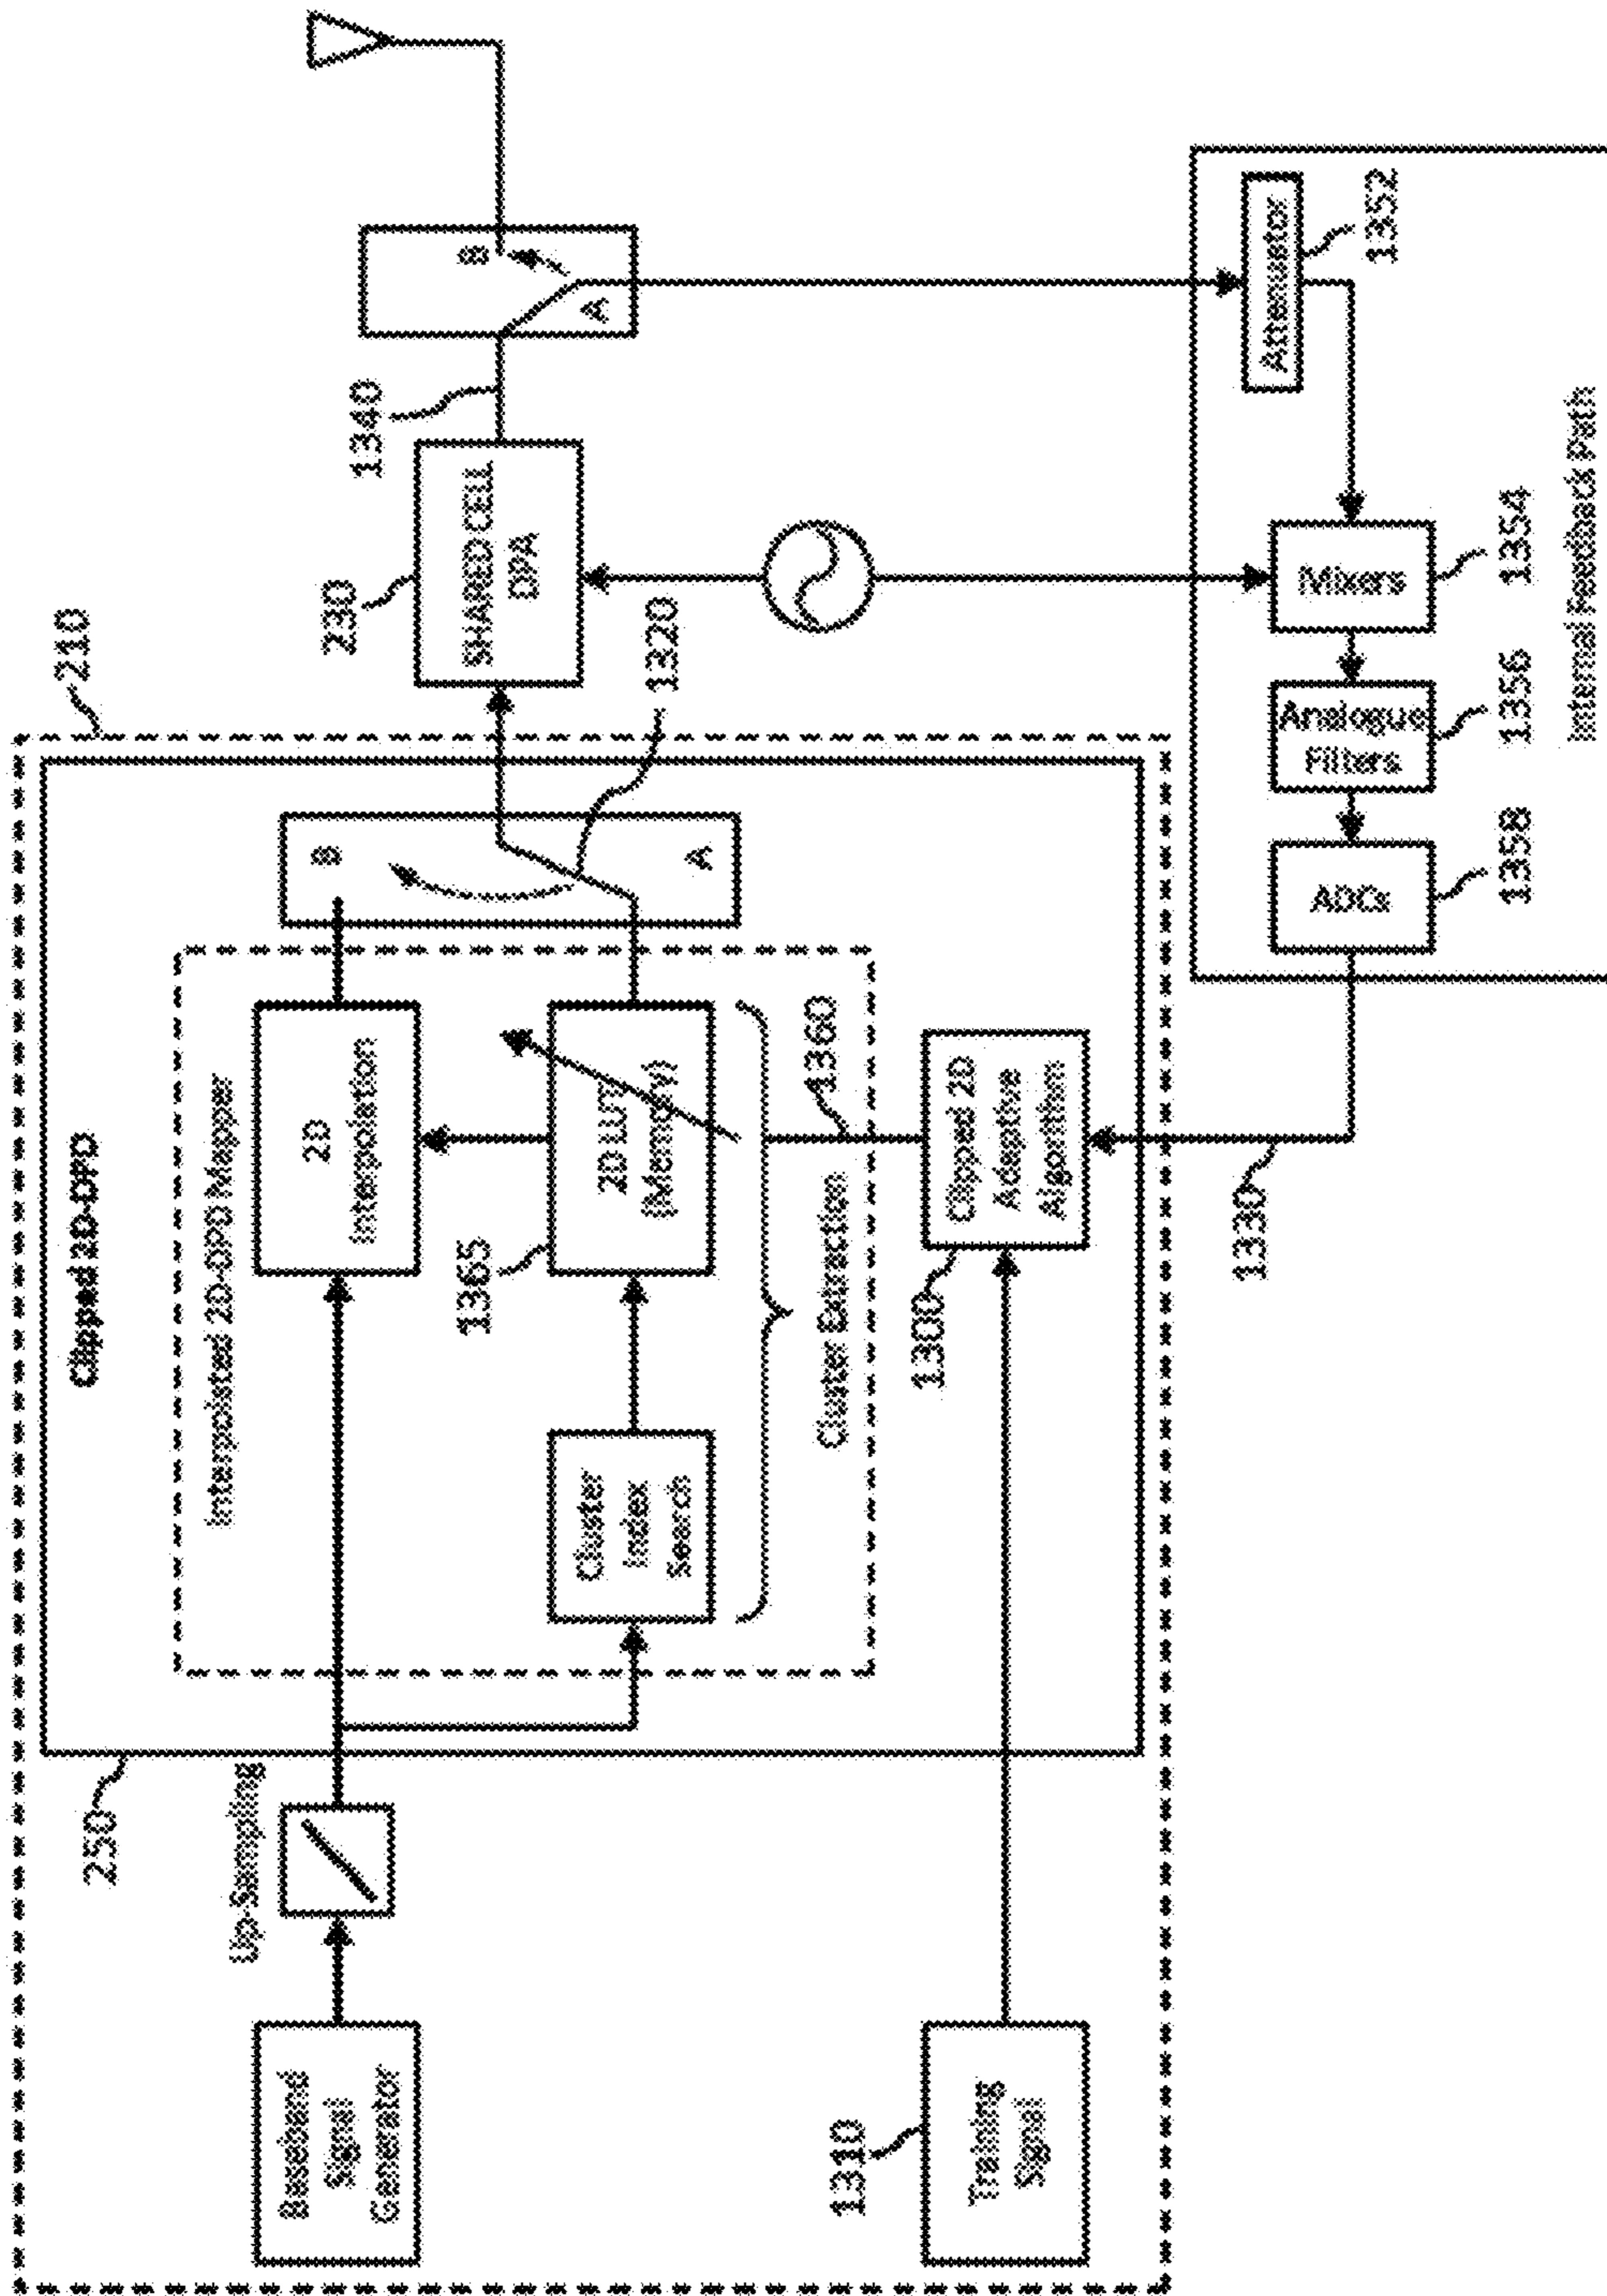 210
Clipped 2D-DPD
250
Interpolated 2D-DPD Mapper
Up-Sampling
Baseband
Signal
Generator
2D
Interpolation
B
A
1365
2D LUT
(Memory)
Cluster
Index
Search
Cluster Extraction
1360
1320
230
SHARED CELL
DPA
1340
B
A
1310
Training
Signal
1300
Clipped 2D
Adaptive
Algorithm
1330
Attenuator
1352
Mixers
1354
Analogue
Filters
1356
ADCs
1358
Internal Feedback Path